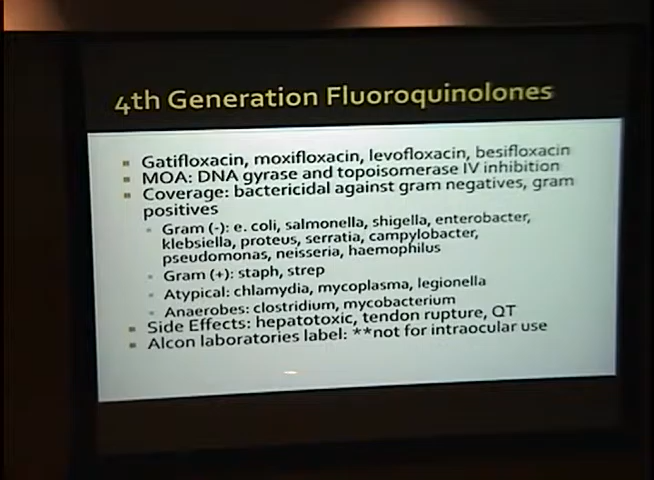 4th Generation Fluoroquinolones
Gatifloxacin, moxifloxacin, levofloxacin, besifloxacin
MOA: DNA gyrase and topoisomerase IV inhibition
Coverage: bactericidal against gram negatives, gram
positives
Gram (-): e. coli, salmonella, shigella, enterobacter,
klebsiella, proteus, serratia, campylobacter,
pseudomonas, neisseria, haemophilus
Gram (+): staph, strep
Atypical: chlamydia, mycoplasma, legionella
Anaerobes: clostridium, mycobacterium
Side Effects: hepatotoxic, tendon rupture, QT
Alcon laboratories label: **not for intraocular use